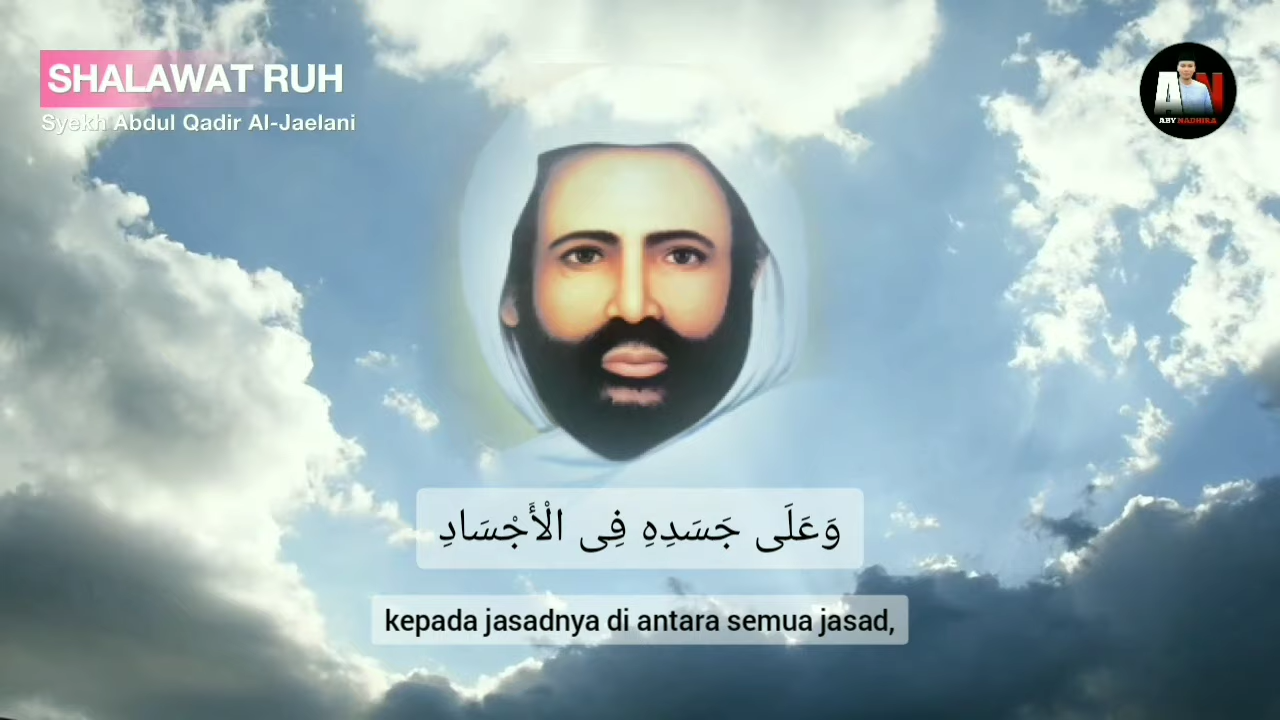 SHALAWAT RUH
Syekh Abdul Qadir Al-Jaelani
ABY NADHIRA
وَعَلَى جَسَدِهِ فِى الْأَجْسَادِ
kepada jasadnya di antara semua jasad,